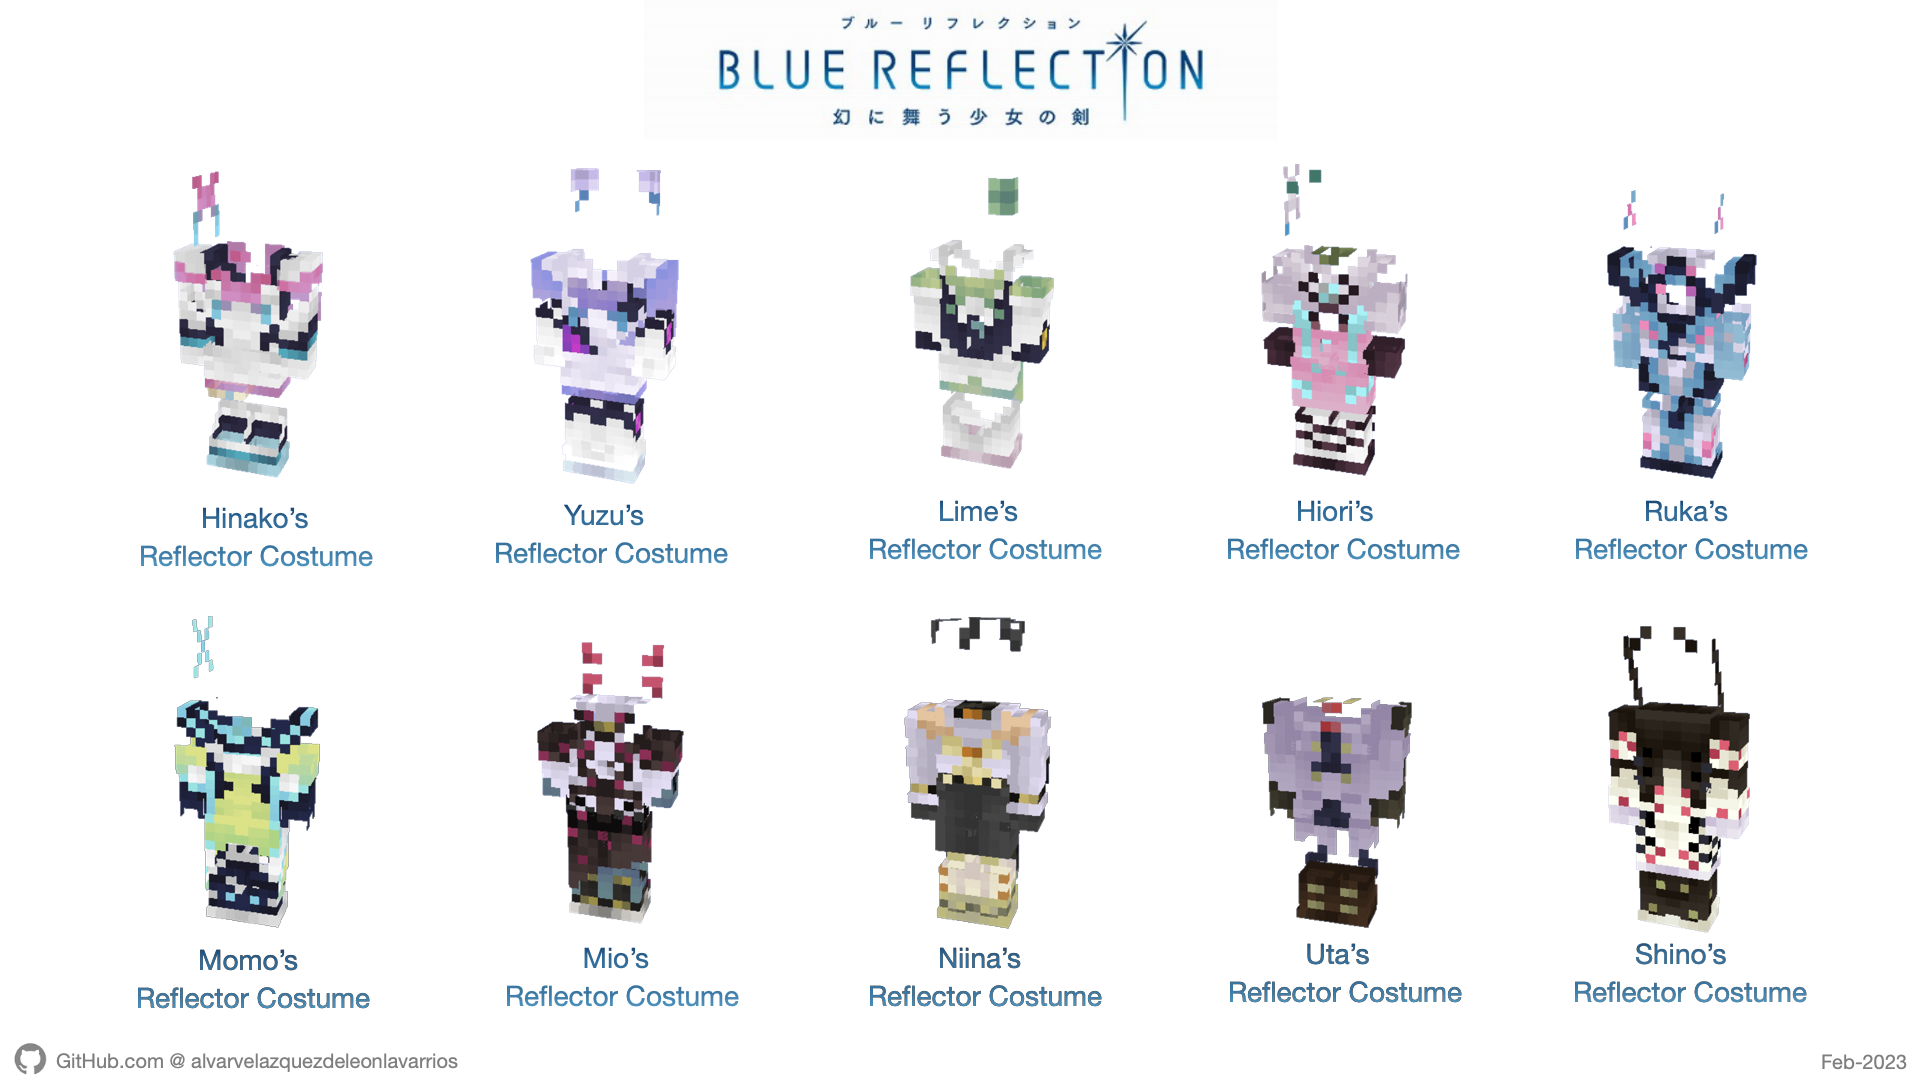 ブルー リフレクション
BLUE REFLECTION
幻に舞う少女の剣
Hinako’s
Reflector Costume
Yuzu’s
Reflector Costume
Lime’s
Reflector Costume
Hiori’s
Reflector Costume
Ruka’s
Reflector Costume
Momo’s
Reflector Costume
Mio’s
Reflector Costume
Niina’s
Reflector Costume
Uta’s
Reflector Costume
Shino’s
Reflector Costume
GitHub.com @ alvarvelazquezdeleonlavarrios
Feb-2023